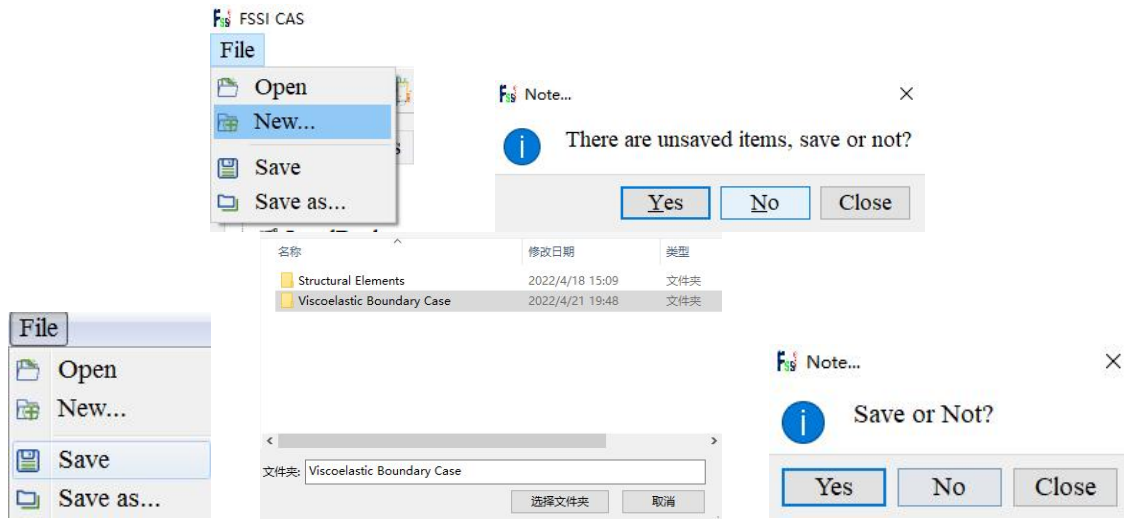 FSSI CAS
File
Open
New...
Save
Save as...
Fssi Note...
There are unsaved items, save or not?
Yes No Close
名称 修改日期 类型
Structural Elements 2022/4/18 15:09 文件夹
Viscoelastic Boundary Case 2022/4/21 19:48 文件夹
文件夹: Viscoelastic Boundary Case
选择文件夹 取消
File
Open
New...
Save
Save as...
Fssi Note...
Save or Not?
Yes No Close